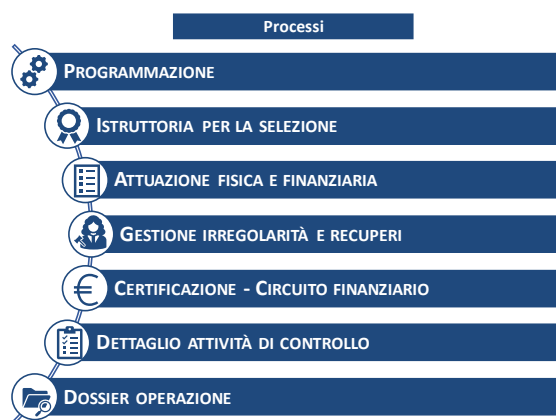 Processi
PROGRAMMAZIONE
ISTRUTTORIA PER LA SELEZIONE
ATTUAZIONE FISICA E FINANZIARIA
GESTIONE IRREGOLARITÀ E RECUPERI
CERTIFICAZIONE - CIRCUITO FINANZIARIO
DETTAGLIO ATTIVITÀ DI CONTROLLO
DOSSIER OPERAZIONE